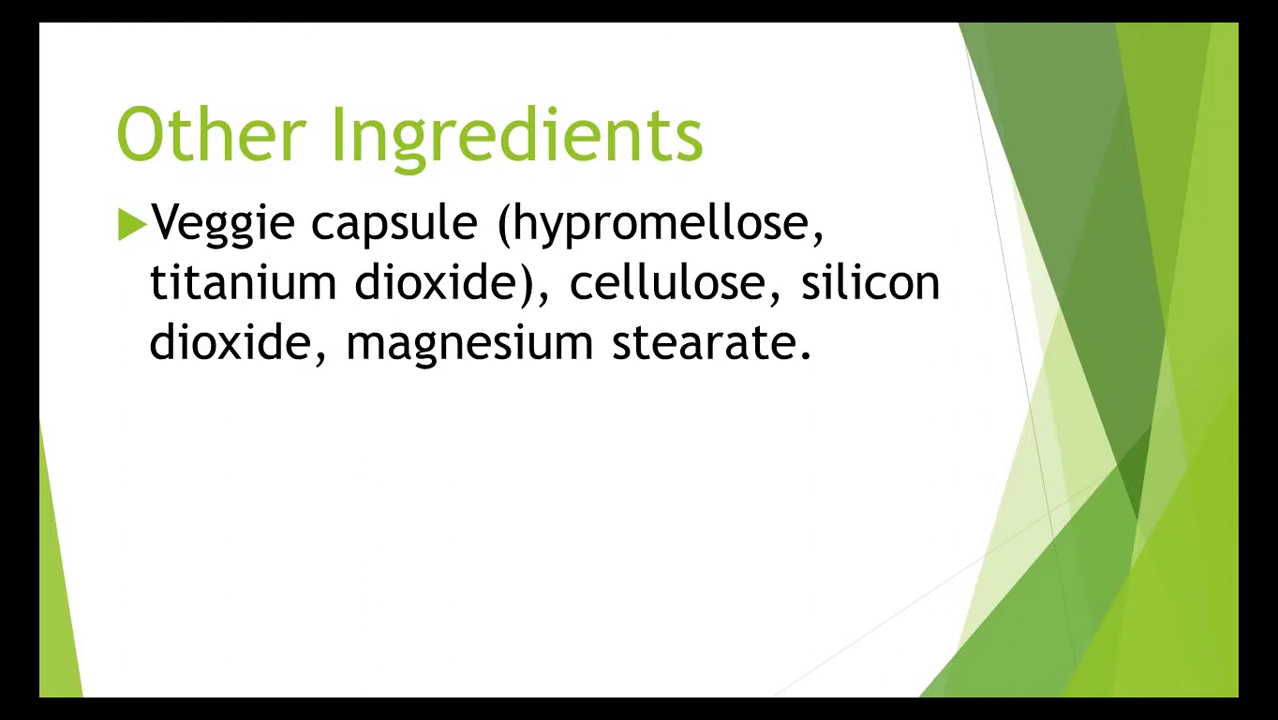 Other Ingredients
Veggie capsule (hypromellose,
titanium dioxide), cellulose, silicon
dioxide, magnesium stearate.